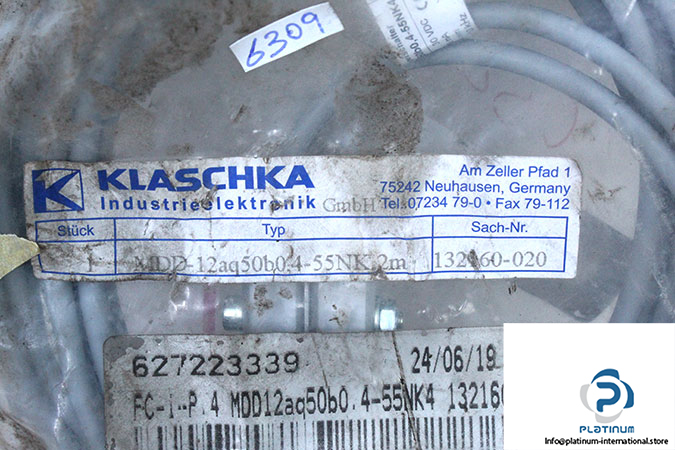 6309
KLASCHKA
Industrieelektronik GmbH
Am Zeller Pfad 1
75242 Neuhausen, Germany
Tel. 07234 79-0 • Fax 79-112
Stück Typ Sach-Nr.
1 MDD-12aq50b0,4-55NK,2m 132160-020
627223339 24/06/19
FC-i-P.4 MDD12aq50b0.4-55NK4 13216
PLATINUM
Info@platinum-international.store